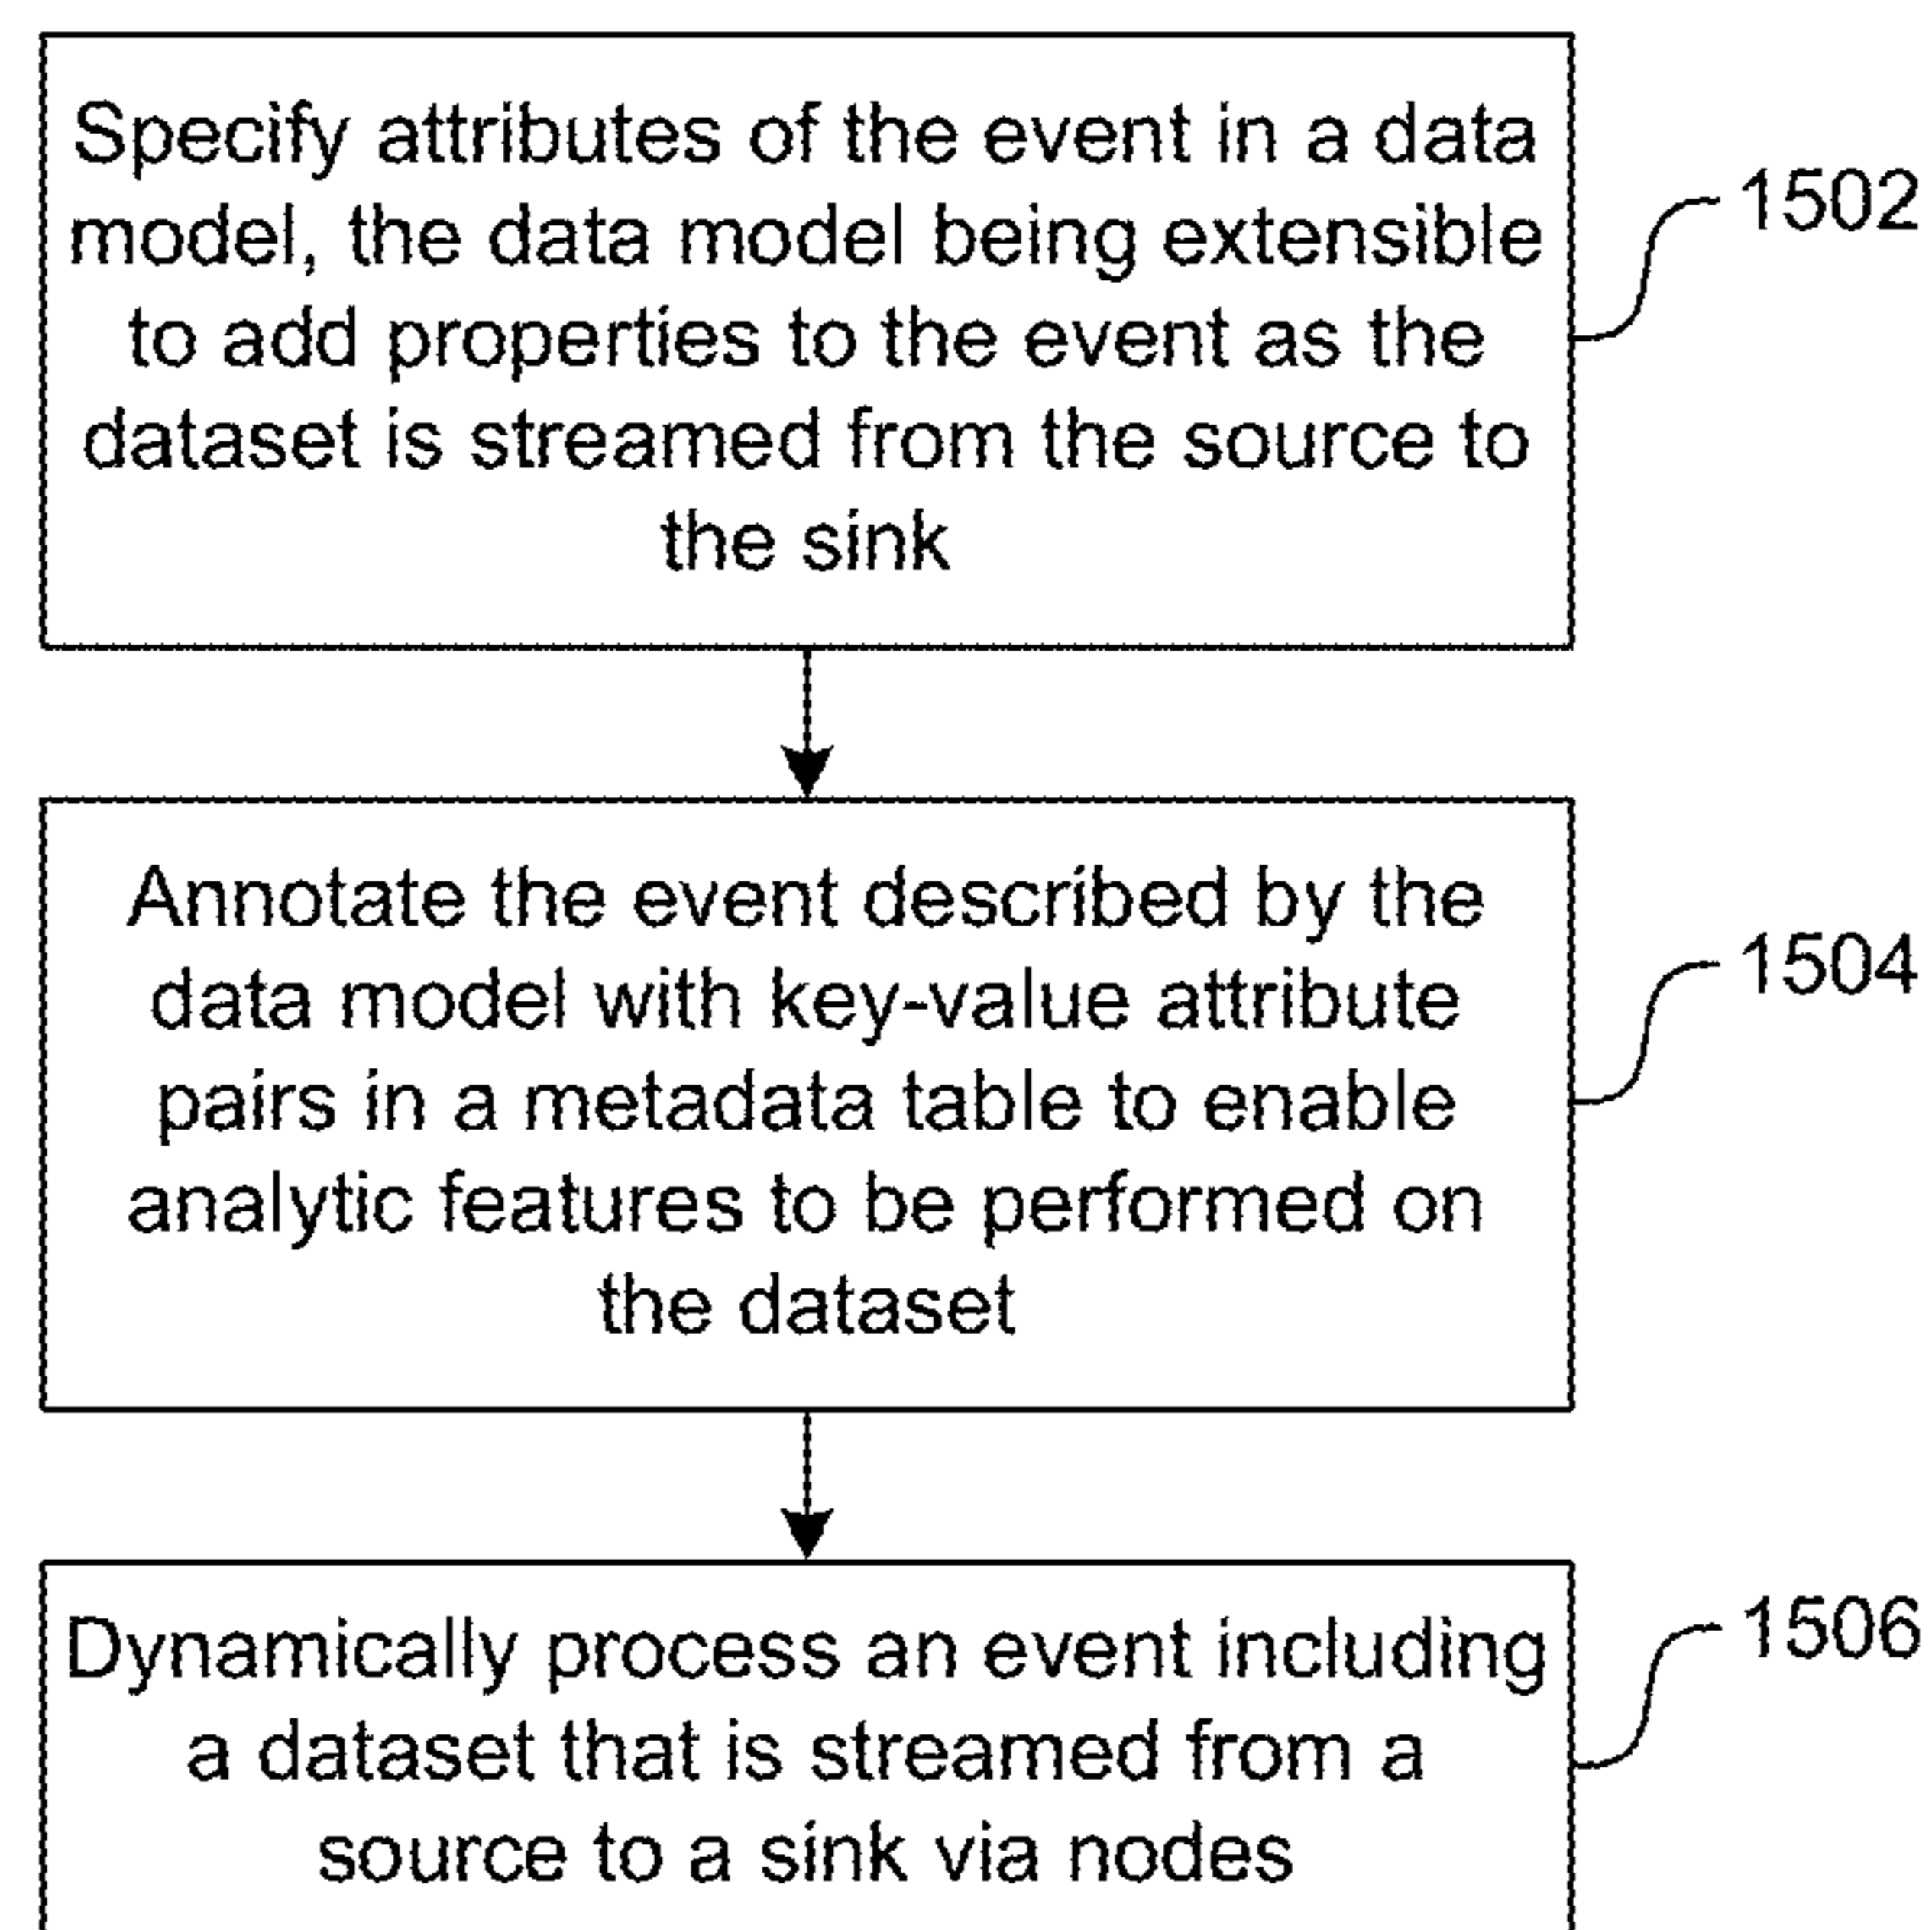 Specify attributes of the event in a data
model, the data model being extensible
to add properties to the event as the
dataset is streamed from the source to
the sink
1502
Annotate the event described by the
data model with key-value attribute
pairs in a metadata table to enable
analytic features to be performed on
the dataset
1504
Dynamically process an event including
a dataset that is streamed from a
source to a sink via nodes
1506